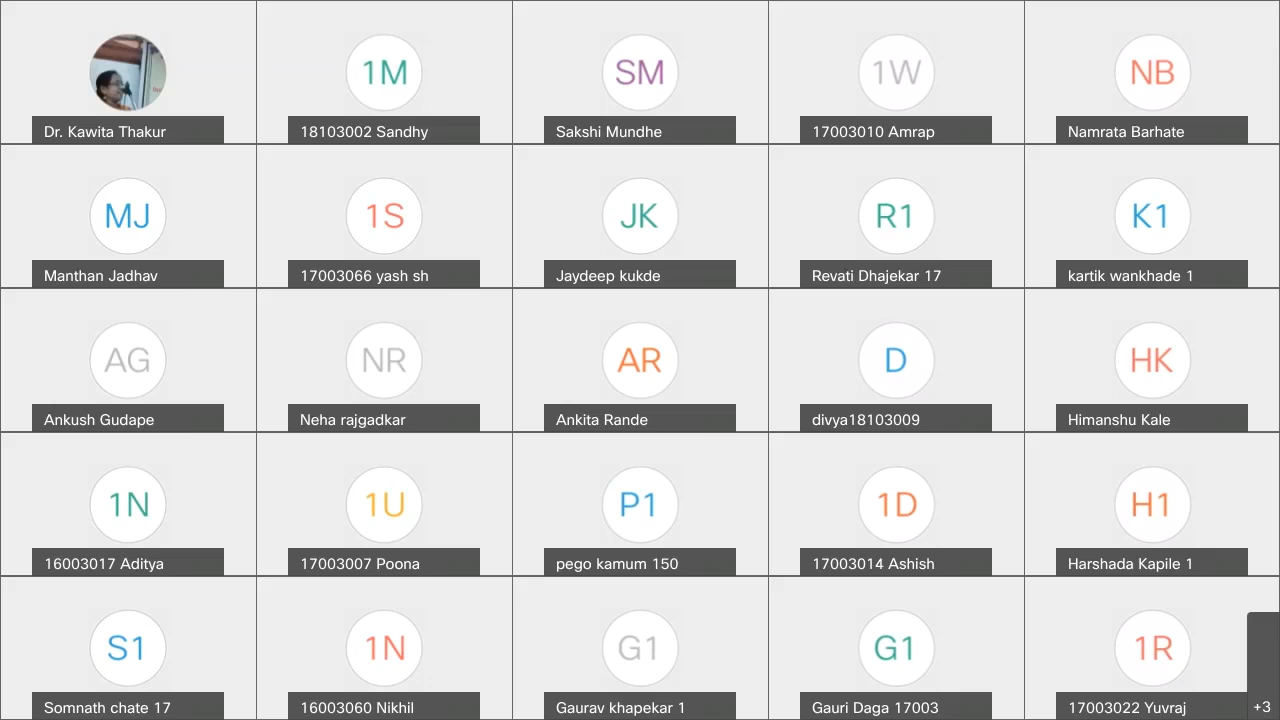 1M
SM
1W
NB
Dr. Kawita Thakur
18103002 Sandhy
Sakshi Mundhe
17003010 Amrap
Namrata Barhate
MJ
1S
JK
R1
K1
Manthan Jadhav
17003066 yash sh
Jaydeep kukde
Revati Dhajekar 17
kartik wankhade 1
AG
NR
AR
D
HK
Ankush Gudape
Neha rajgadkar
Ankita Rande
divya18103009
Himanshu Kale
1N
1U
P1
1D
H1
16003017 Aditya
17003007 Poona
pego kamum 150
17003014 Ashish
Harshada Kapile 1
S1
1N
G1
G1
1R
Somnath chate 17
16003060 Nikhil
Gaurav khapekar 1
Gauri Daga 17003
17003022 Yuvraj
+3